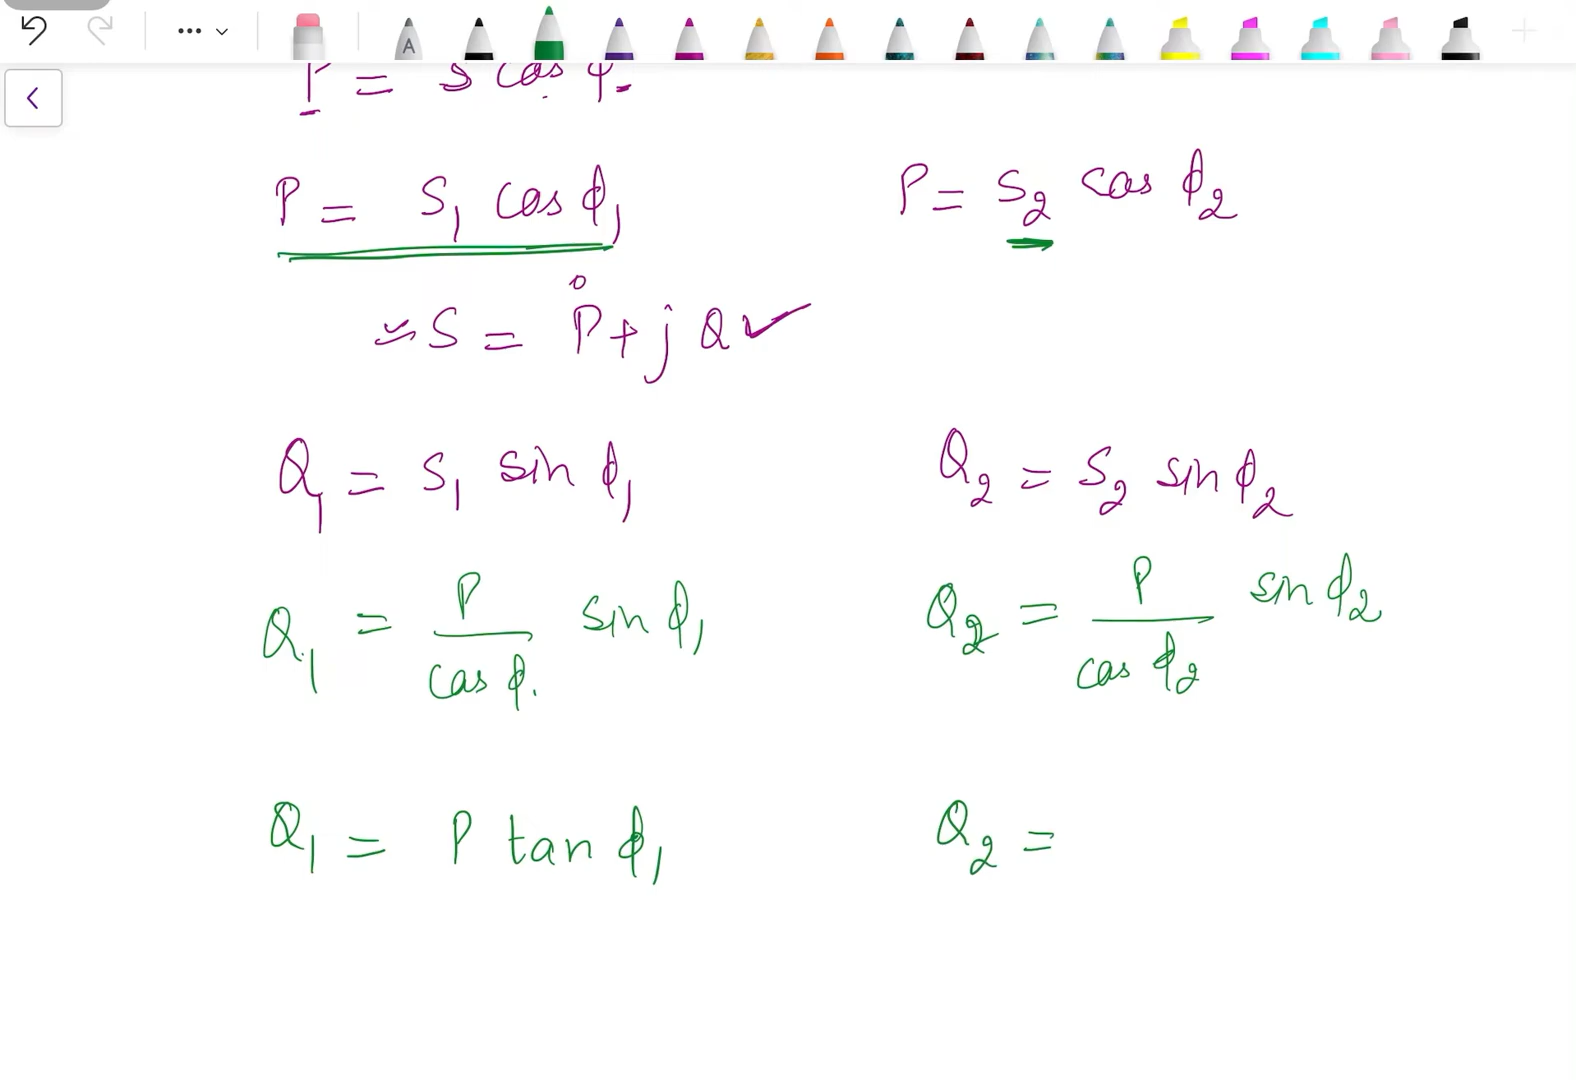 A
P = S cos φ.
P = S₁ cos φ₁ P = S₂ cos φ₂
S = P + j Q
Q₁ = S₁ sin φ₁ Q₂ = S₂ sin φ₂
Q₁ = P / cos φ₁ sin φ₁ Q₂ = P / cos φ₂ sin φ₂
Q₁ = P tan φ₁ Q₂ =